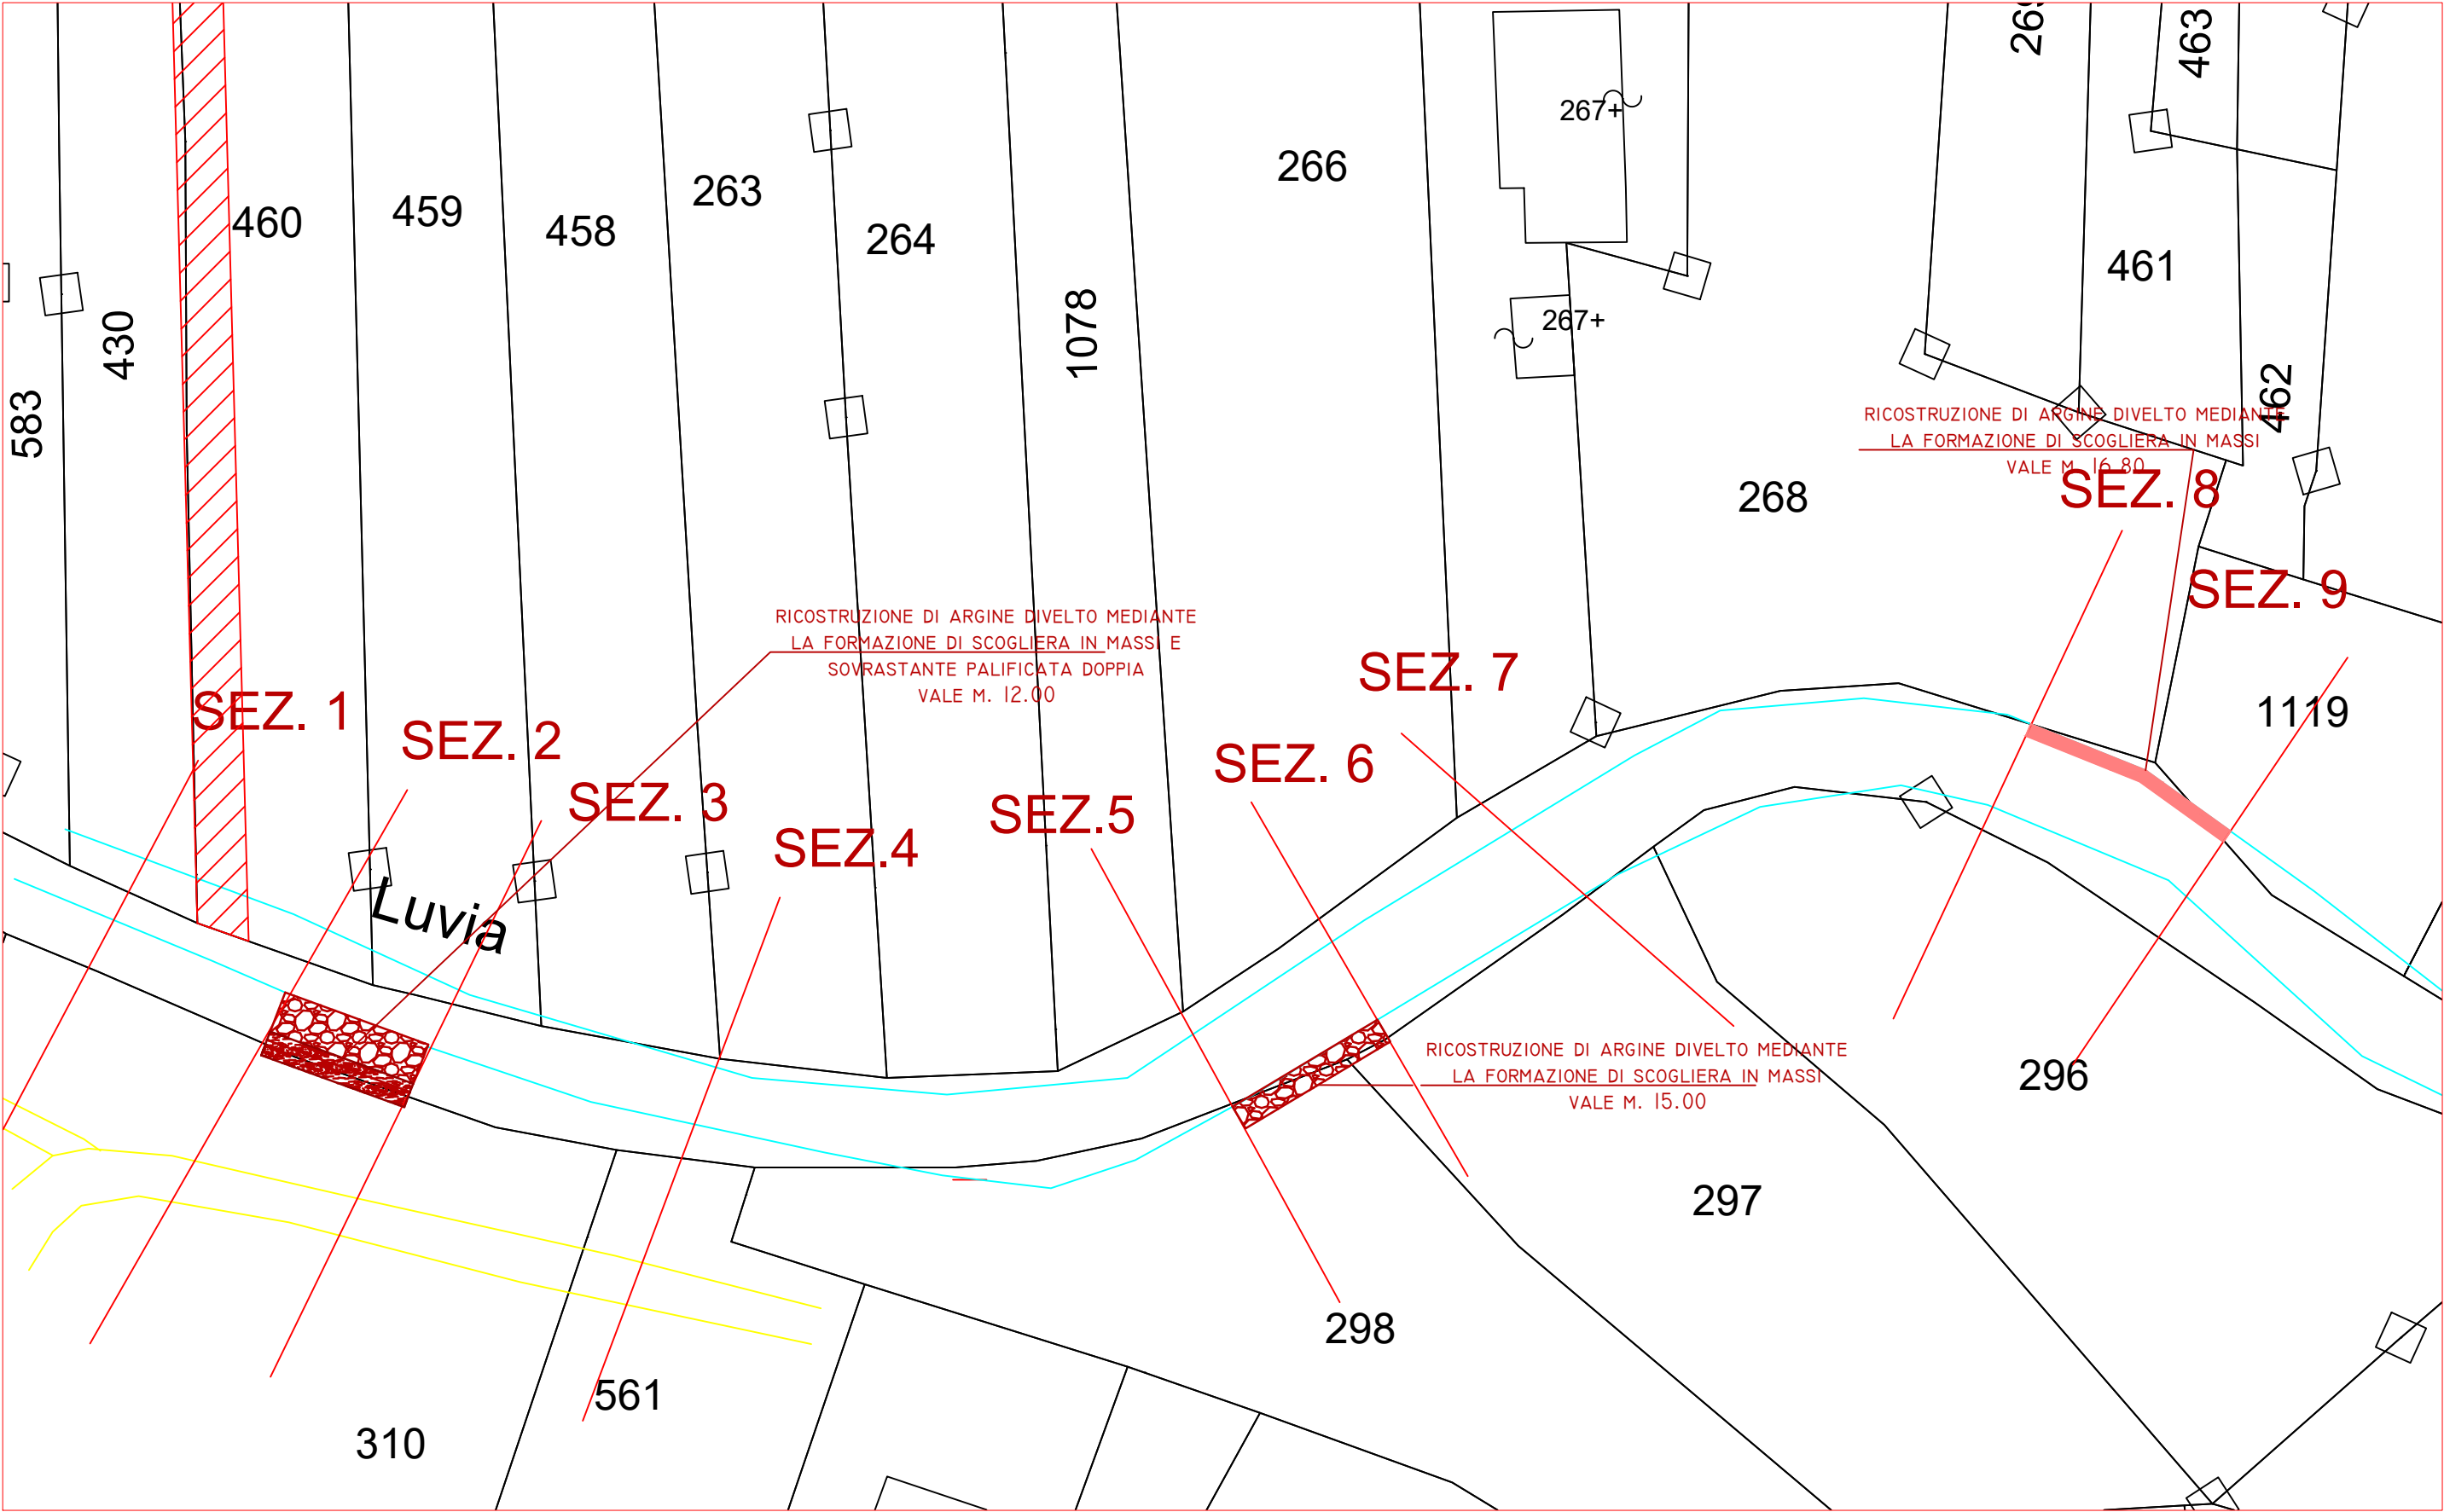 463
267+
266
263
459
460
458
264
461
1078
430
267+
583
462
RICOSTRUZIONE DI ARGINE DIVELTO MEDIANTE
LA FORMAZIONE DI SCOGLIERA IN MASSI
VALE M. 16.80
SEZ. 8
268
SEZ. 9
RICOSTRUZIONE DI ARGINE DIVELTO MEDIANTE
LA FORMAZIONE DI SCOGLIERA IN MASSI E
SOVRASTANTE PALIFICATA DOPPIA
VALE M. 12.00
SEZ. 7
SEZ. 1
1119
SEZ. 2
SEZ. 6
SEZ. 3
SEZ.5
SEZ.4
Luvia
RICOSTRUZIONE DI ARGINE DIVELTO MEDIANTE
LA FORMAZIONE DI SCOGLIERA IN MASSI
VALE M. 15.00
296
297
298
561
310